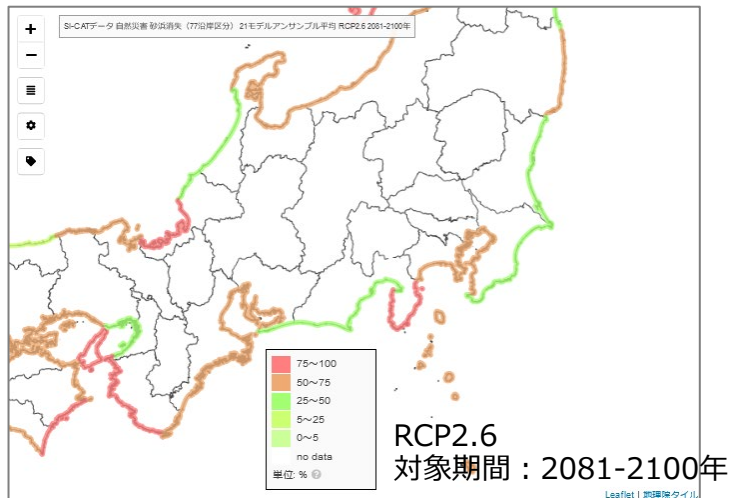 SI-CATデータ 自然災害 砂浜消失（77沿岸区分） 21モデルアンサンブル平均 RCP2.6 2081-2100年
+
−
75～100
50～75
25～50
5～25
0～5
no data
単位: % ?
RCP2.6
対象期間：2081-2100年
Leaflet | 地理院タイル